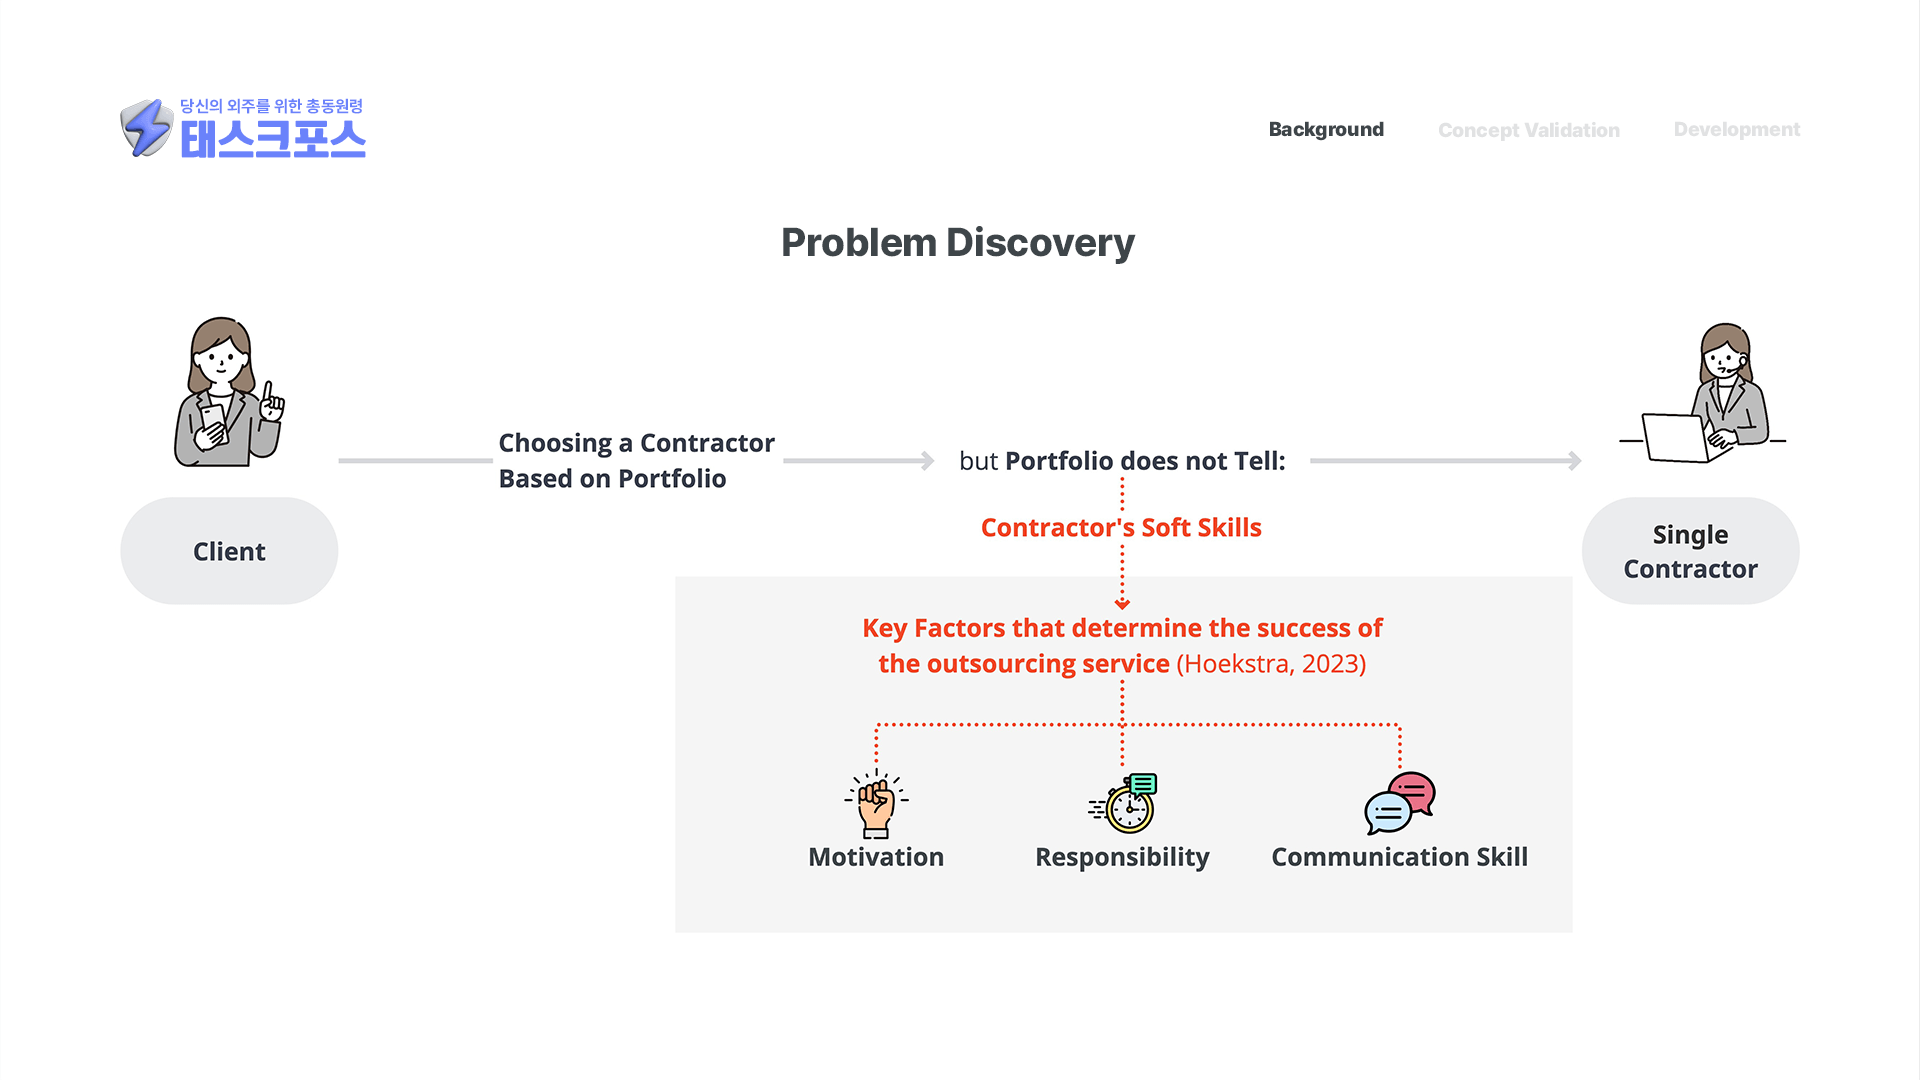 당신의 외주를 위한 총동원령
태스크포스
Background
Concept Validation
Development
Problem Discovery
Choosing a Contractor
Based on Portfolio
but Portfolio does not Tell:
Contractor's Soft Skills
Client
Single
Contractor
Key Factors that determine the success of
the outsourcing service (Hoekstra, 2023)
Motivation
Responsibility
Communication Skill